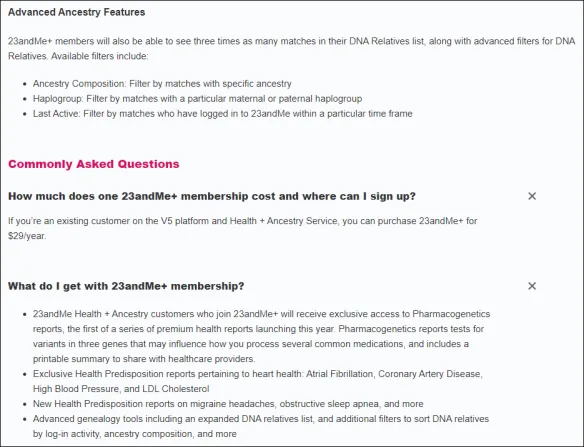 Advanced Ancestry Features
23andMe+ members will also be able to see three times as many matches in their DNA Relatives list, along with advanced filters for DNA
Relatives. Available filters include:
• Ancestry Composition: Filter by matches with specific ancestry
• Haplogroup: Filter by matches with a particular maternal or paternal haplogroup
• Last Active: Filter by matches who have logged in to 23andMe within a particular time frame
Commonly Asked Questions
How much does one 23andMe+ membership cost and where can I sign up? ×
If you're an existing customer on the V5 platform and Health + Ancestry Service, you can purchase 23andMe+ for
$29/year.
What do I get with 23andMe+ membership? ×
• 23andMe Health + Ancestry customers who join 23andMe+ will receive exclusive access to Pharmacogenetics
reports, the first of a series of premium health reports launching this year. Pharmacogenetics reports tests for
variants in three genes that may influence how you process several common medications, and includes a
printable summary to share with healthcare providers.
• Exclusive Health Predisposition reports pertaining to heart health: Atrial Fibrillation, Coronary Artery Disease,
High Blood Pressure, and LDL Cholesterol
• New Health Predisposition reports on migraine headaches, obstructive sleep apnea, and more
• Advanced genealogy tools including an expanded DNA relatives list, and additional filters to sort DNA relatives
by log-in activity, ancestry composition, and more